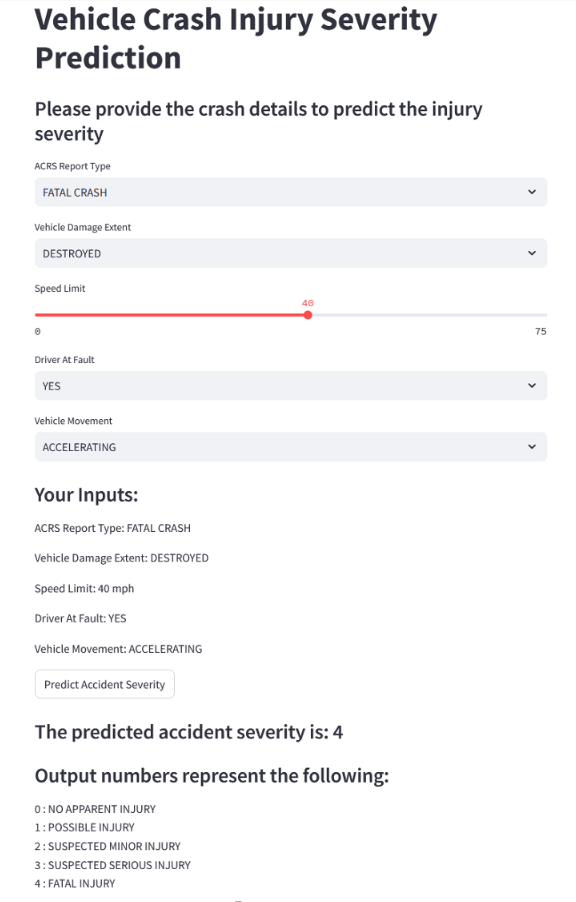 Vehicle Crash Injury Severity
Prediction
Please provide the crash details to predict the injury
severity
ACRS Report Type
FATAL CRASH
Vehicle Damage Extent
DESTROYED
Speed Limit
40
0 75
Driver At Fault
YES
Vehicle Movement
ACCELERATING
Your Inputs:
ACRS Report Type: FATAL CRASH
Vehicle Damage Extent: DESTROYED
Speed Limit: 40 mph
Driver At Fault: YES
Vehicle Movement: ACCELERATING
Predict Accident Severity
The predicted accident severity is: 4
Output numbers represent the following:
0 : NO APPARENT INJURY
1 : POSSIBLE INJURY
2 : SUSPECTED MINOR INJURY
3 : SUSPECTED SERIOUS INJURY
4 : FATAL INJURY